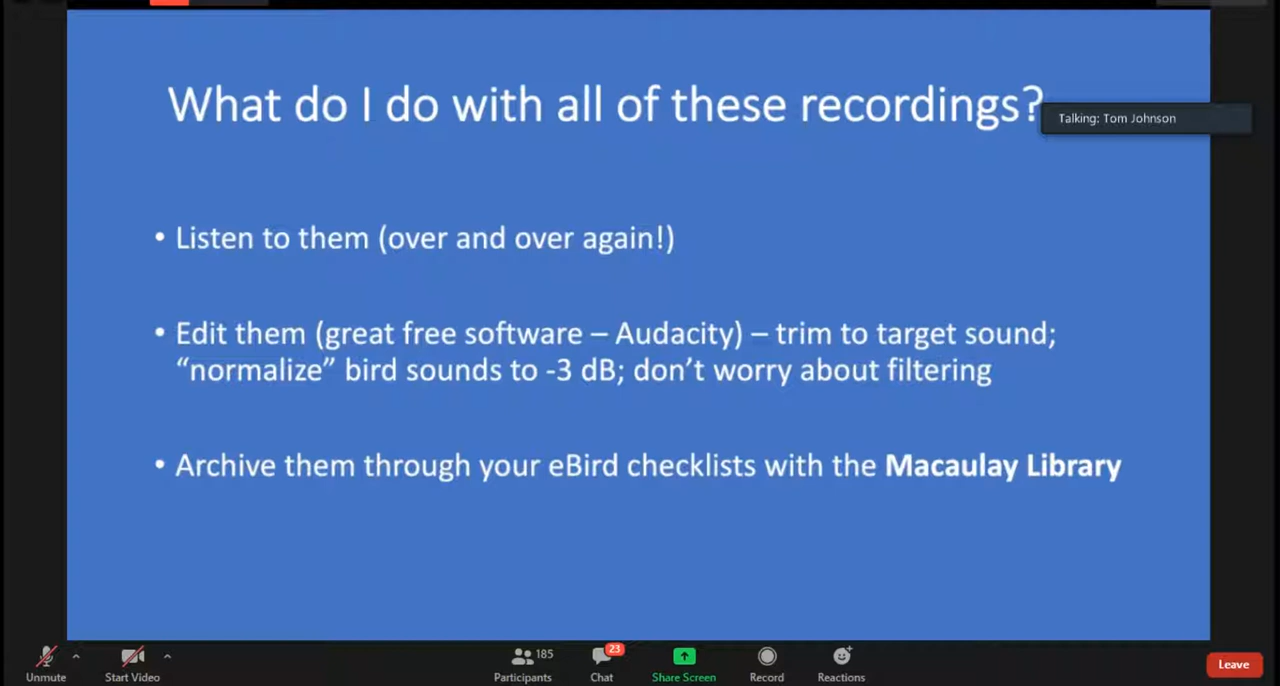 What do I do with all of these recordings?
Talking: Tom Johnson
• Listen to them (over and over again!)
• Edit them (great free software – Audacity) – trim to target sound;
“normalize” bird sounds to -3 dB; don’t worry about filtering
• Archive them through your eBird checklists with the Macaulay Library
185
23
Unmute
Start Video
Participants
Chat
Share Screen
Record
Reactions
Leave